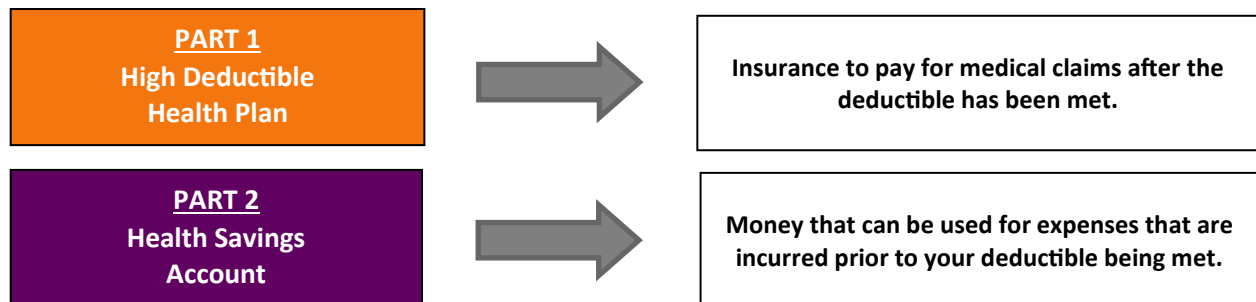 PART 1
High Deductible
Health Plan
Insurance to pay for medical claims after the
deductible has been met.
PART 2
Health Savings
Account
Money that can be used for expenses that are
incurred prior to your deductible being met.